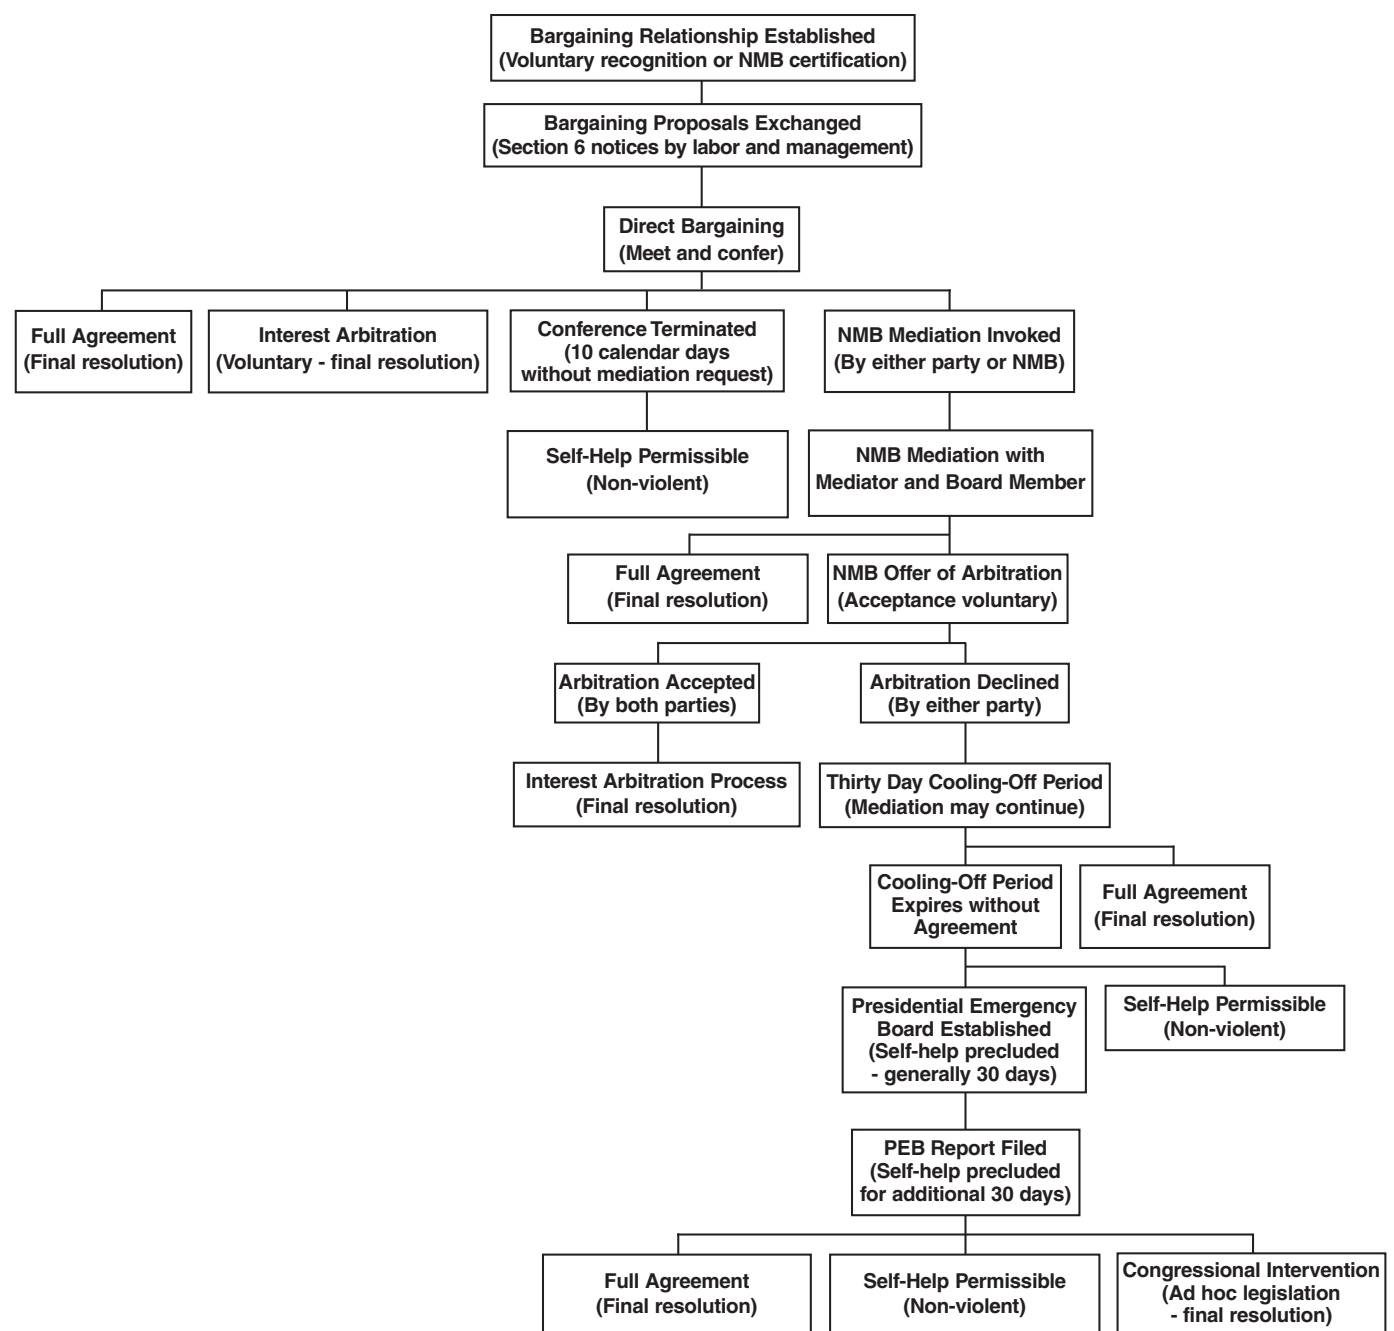 Bargaining Relationship Established
(Voluntary recognition or NMB certification)
Bargaining Proposals Exchanged
(Section 6 notices by labor and management)
Direct Bargaining
(Meet and confer)
Full Agreement
(Final resolution)
Interest Arbitration
(Voluntary - final resolution)
Conference Terminated
(10 calendar days
without mediation request)
NMB Mediation Invoked
(By either party or NMB)
Self-Help Permissible
(Non-violent)
NMB Mediation with
Mediator and Board Member
Full Agreement
(Final resolution)
NMB Offer of Arbitration
(Acceptance voluntary)
Arbitration Accepted
(By both parties)
Arbitration Declined
(By either party)
Interest Arbitration Process
(Final resolution)
Thirty Day Cooling-Off Period
(Mediation may continue)
Cooling-Off Period
Expires without
Agreement
Full Agreement
(Final resolution)
Presidential Emergency
Board Established
(Self-help precluded
- generally 30 days)
Self-Help Permissible
(Non-violent)
PEB Report Filed
(Self-help precluded
for additional 30 days)
Full Agreement
(Final resolution)
Self-Help Permissible
(Non-violent)
Congressional Intervention
(Ad hoc legislation
- final resolution)